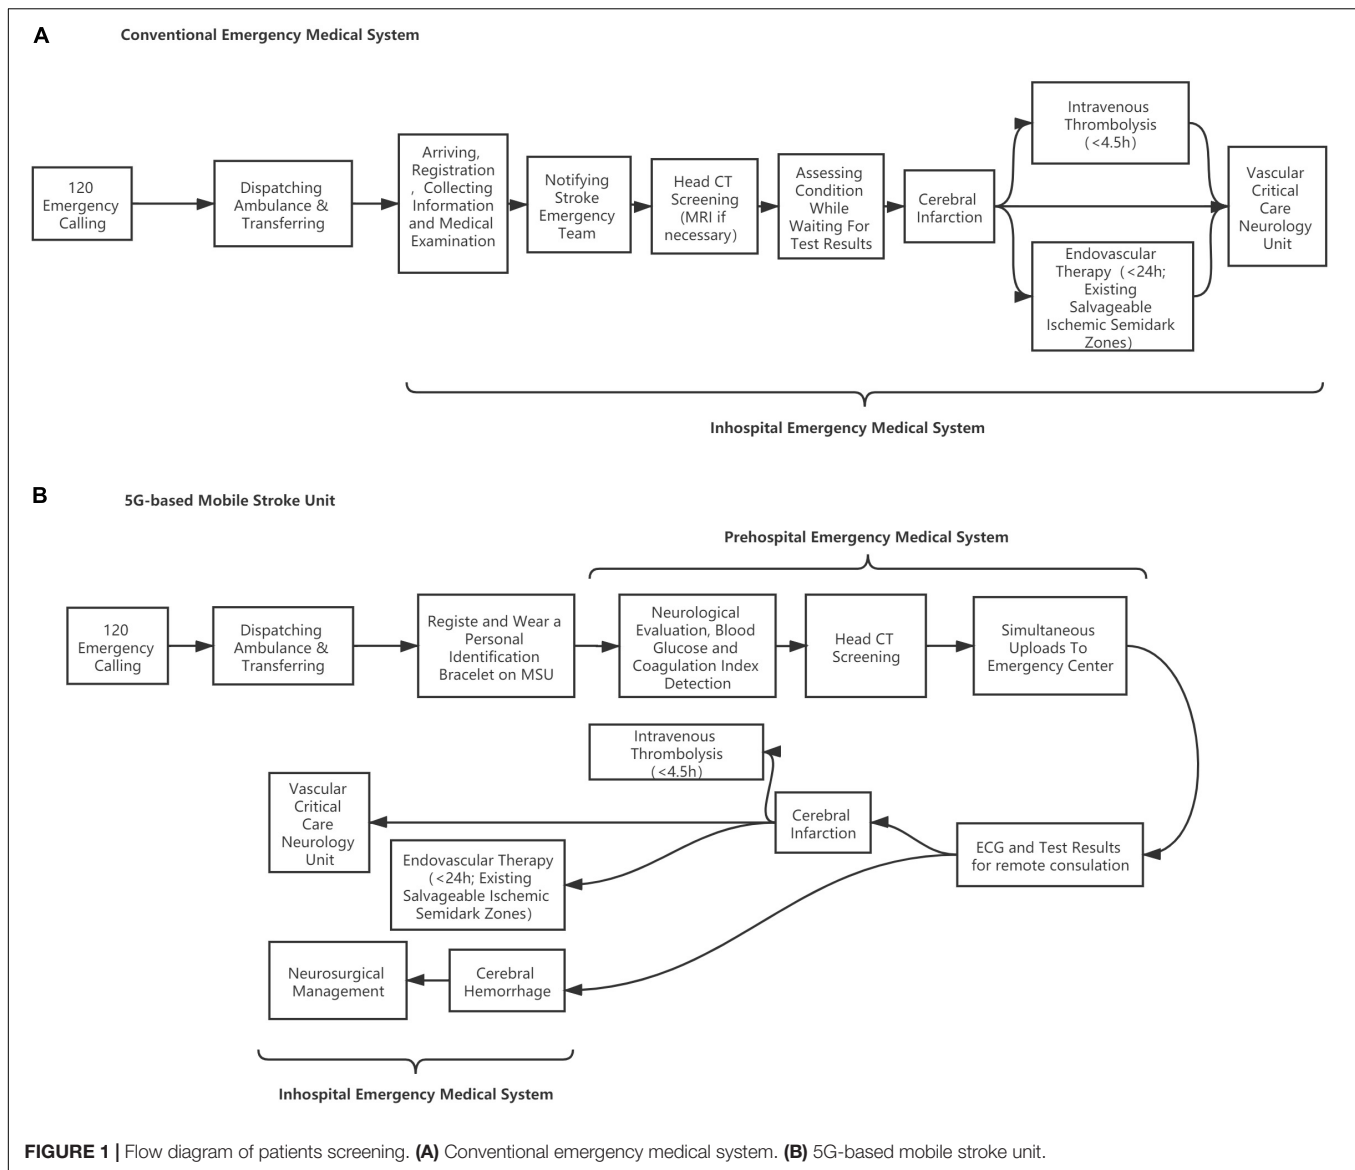 A
Conventional Emergency Medical System
120
Emergency
Calling
Dispatching
Ambulance &
Transferring
Arriving,
Registration
, Collecting
Information
and Medical
Examination
Notifying
Stroke
Emergency
Team
Head CT
Screening
(MRI if
necessary)
Assessing
Condition
While
Waiting For
Test Results
Cerebral
Infarction
Intravenous
Thrombolysis
(<4.5h)
Endovascular
Therapy (<24h;
Existing
Salvageable
Ischemic Semidark
Zones)
Vascular
Critical
Care
Neurology
Unit
Inhospital Emergency Medical System
B
5G-based Mobile Stroke Unit
Prehospital Emergency Medical System
120
Emergency
Calling
Dispatching
Ambulance &
Transferring
Registe and Wear a
Personal
Identification
Bracelet on MSU
Neurological
Evaluation, Blood
Glucose and
Coagulation Index
Detection
Head CT
Screening
Simultaneous
Uploads To
Emergency Center
ECG and Test Results
for remote consulation
Cerebral
Infarction
Intravenous
Thrombolysis
(<4.5h)
Vascular
Critical
Care
Neurology
Unit
Endovascular Therapy
(<24h; Existing
Salvageable Ischemic
Semidark Zones)
Cerebral
Hemorrhage
Neurosurgical
Management
Inhospital Emergency Medical System
FIGURE 1 | Flow diagram of patients screening. (A) Conventional emergency medical system. (B) 5G-based mobile stroke unit.